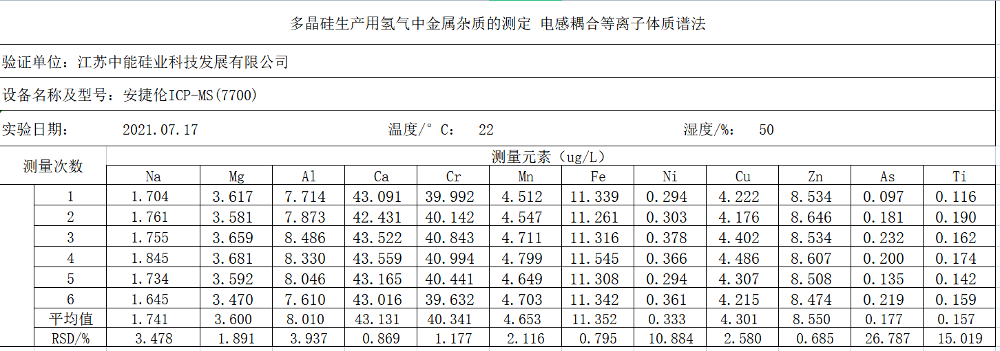 多晶硅生产用氢气中金属杂质的测定 电感耦合等离子体质谱法
验证单位：江苏中能硅业科技发展有限公司
设备名称及型号：安捷伦ICP-MS(7700)
实验日期： 2021.07.17 温度/°C： 22 湿度/%： 50
测量次数 测量元素（ug/L）
Na Mg Al Ca Cr Mn Fe Ni Cu Zn As Ti
1 1.704 3.617 7.714 43.091 39.992 4.512 11.339 0.294 4.222 8.534 0.097 0.116
2 1.761 3.581 7.873 42.431 40.142 4.547 11.261 0.303 4.176 8.646 0.181 0.190
3 1.755 3.659 8.486 43.522 40.843 4.711 11.316 0.378 4.402 8.534 0.232 0.162
4 1.845 3.681 8.330 43.559 40.994 4.799 11.545 0.366 4.486 8.607 0.200 0.174
5 1.734 3.592 8.046 43.165 40.441 4.649 11.308 0.294 4.307 8.508 0.135 0.142
6 1.645 3.470 7.610 43.016 39.632 4.703 11.342 0.361 4.215 8.474 0.219 0.159
平均值 1.741 3.600 8.010 43.131 40.341 4.653 11.352 0.333 4.301 8.550 0.177 0.157
RSD/% 3.478 1.891 3.937 0.869 1.177 2.116 0.795 10.884 2.580 0.685 26.787 15.019